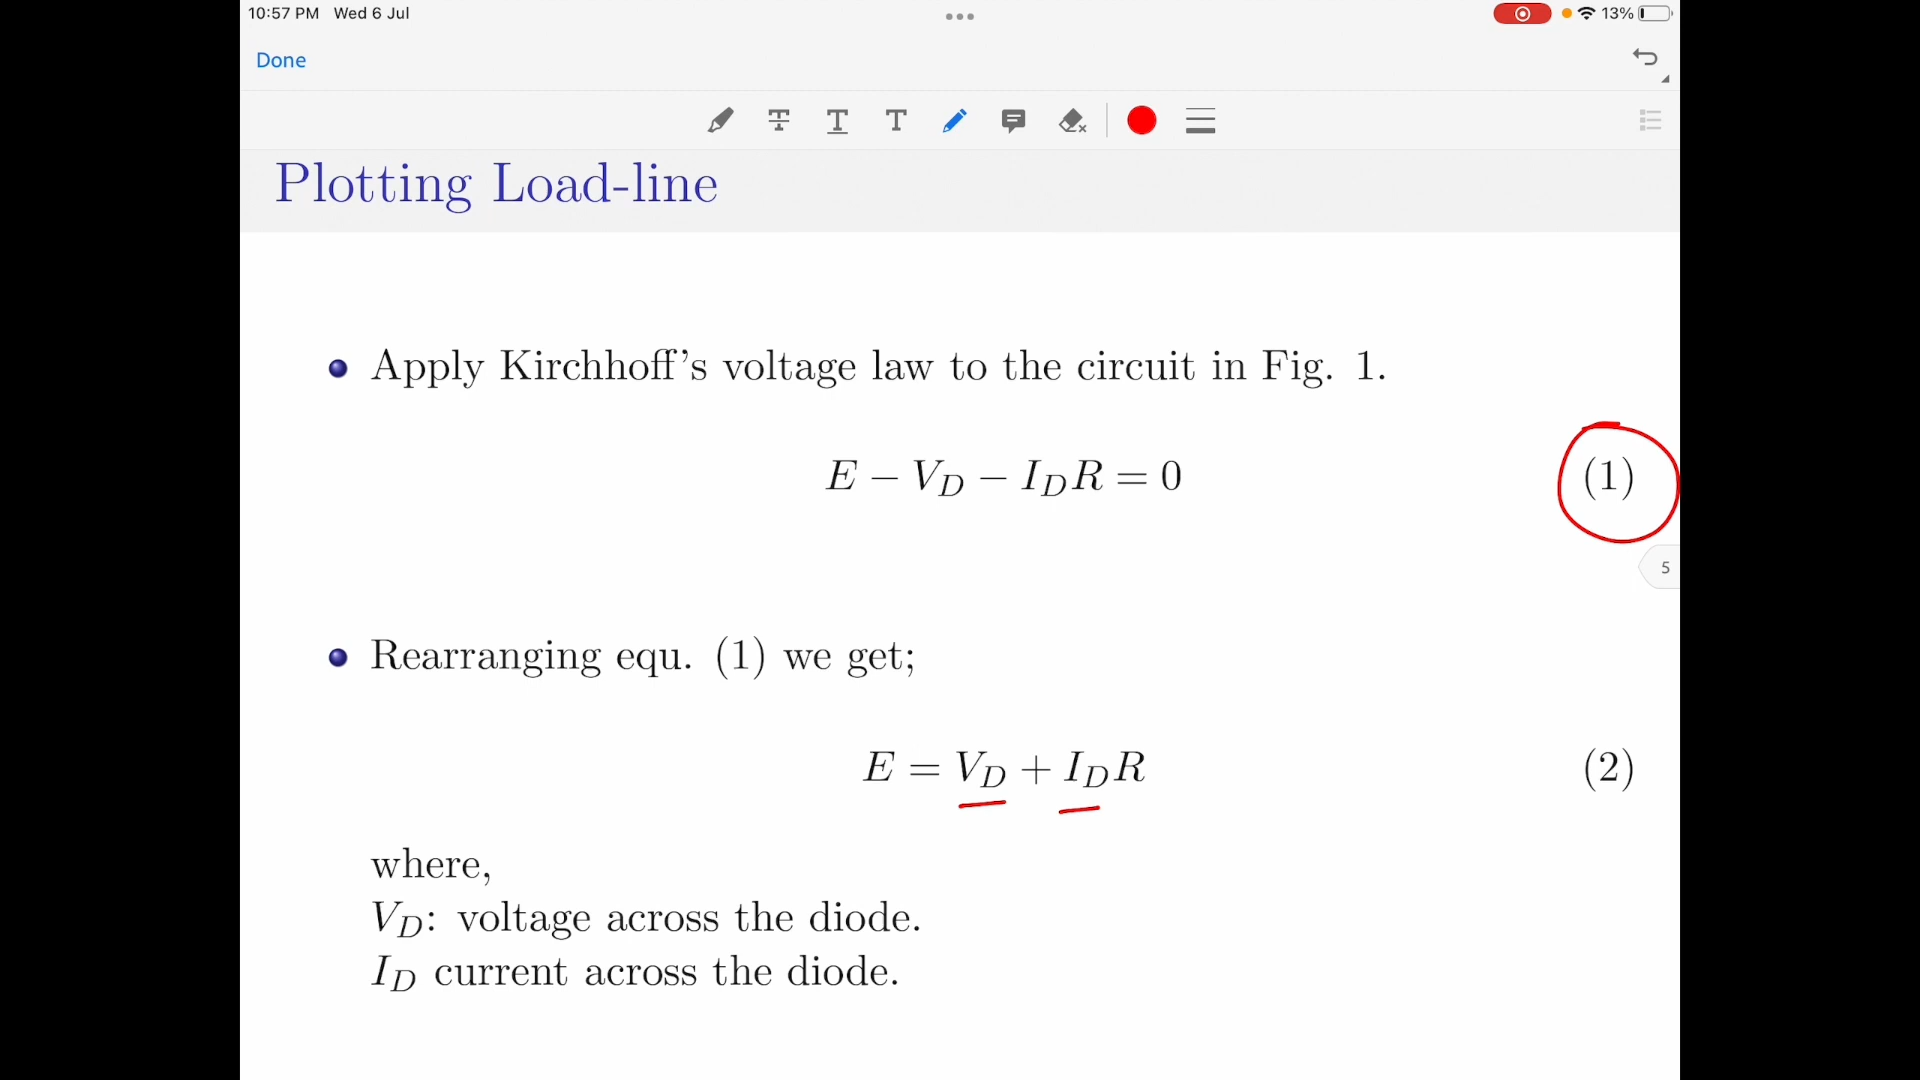 10:57 PM Wed 6 Jul
13%
Done
T T T
Plotting Load-line
Apply Kirchhoff's voltage law to the circuit in Fig. 1.
E − V_D − I_D R = 0 (1)
5
Rearranging equ. (1) we get;
E = V_D + I_D R (2)
where,
V_D: voltage across the diode.
I_D current across the diode.